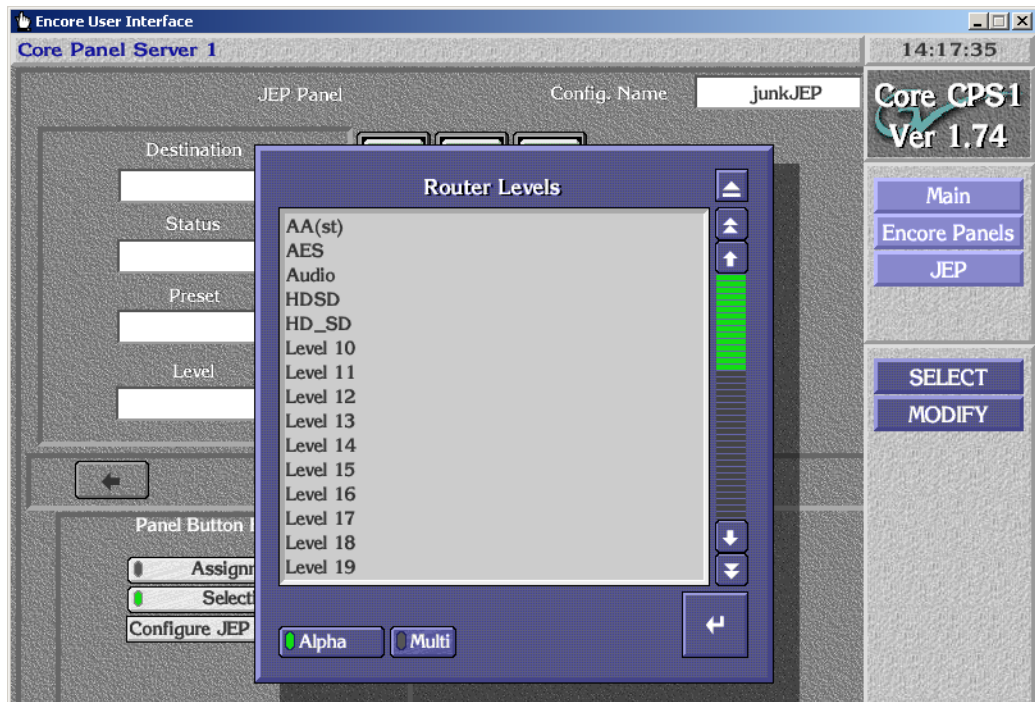 Encore User Interface
Core Panel Server 1
14:17:35
JEP Panel
Config. Name
junkJEP
Core CPS1
Ver 1.74
Destination
Status
Preset
Level
Router Levels
AA(st)
AES
Audio
HDSD
HD_SD
Level 10
Level 11
Level 12
Level 13
Level 14
Level 15
Level 16
Level 17
Level 18
Level 19
Alpha
Multi
Main
Encore Panels
JEP
SELECT
MODIFY
Panel Button
Configure JEP